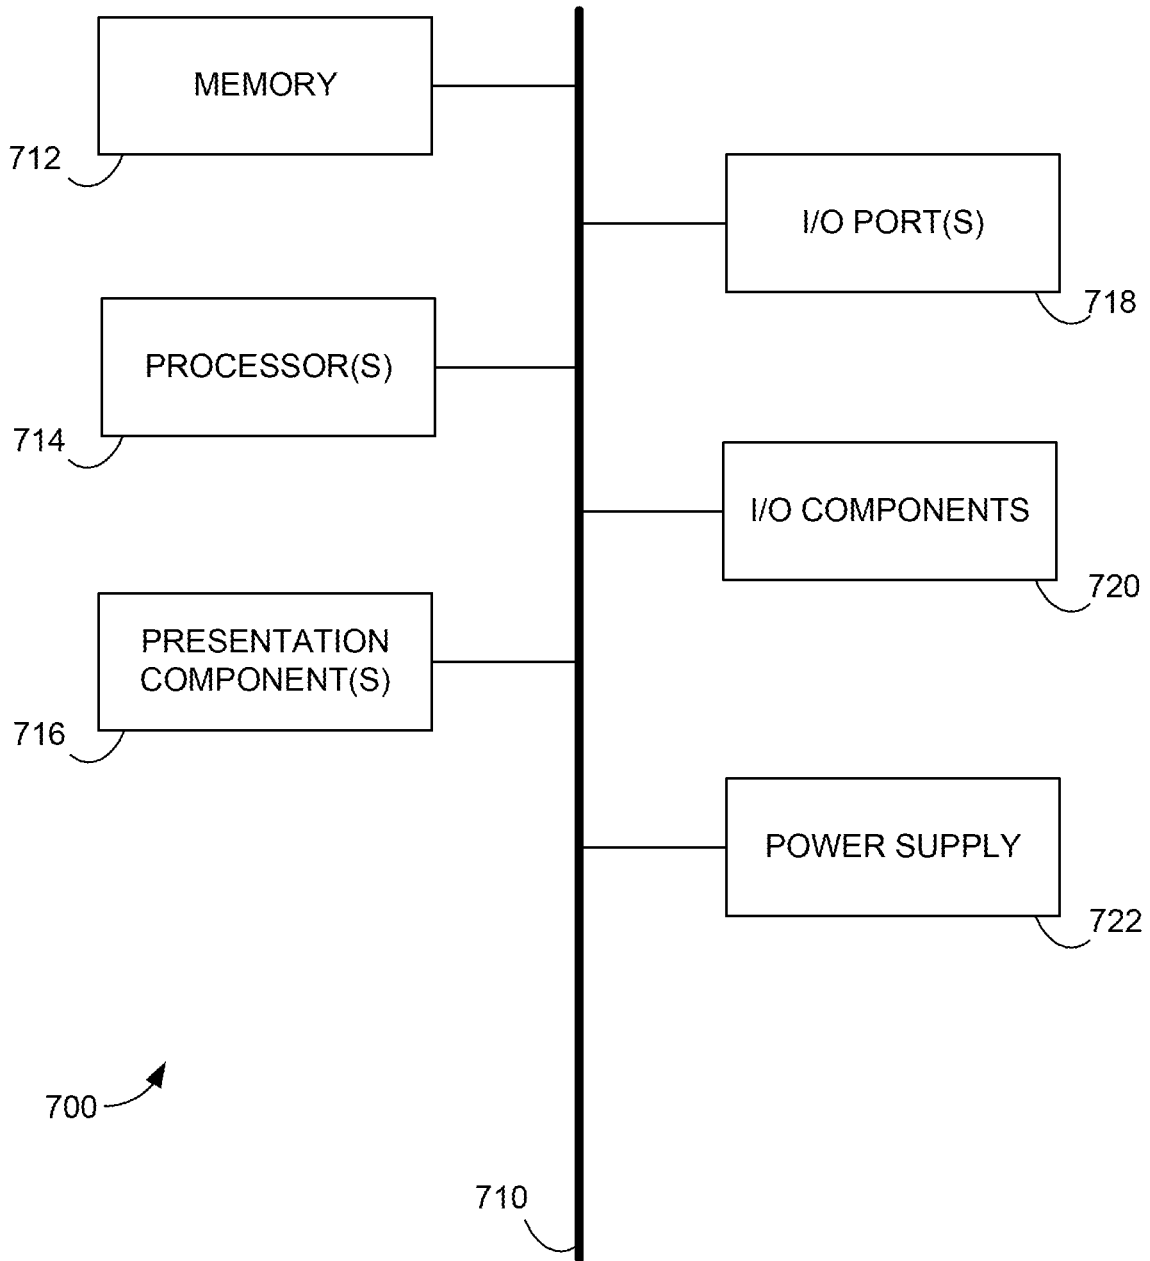 MEMORY
712
I/O PORT(S)
718
PROCESSOR(S)
714
I/O COMPONENTS
720
PRESENTATION
COMPONENT(S)
716
POWER SUPPLY
722
700
710